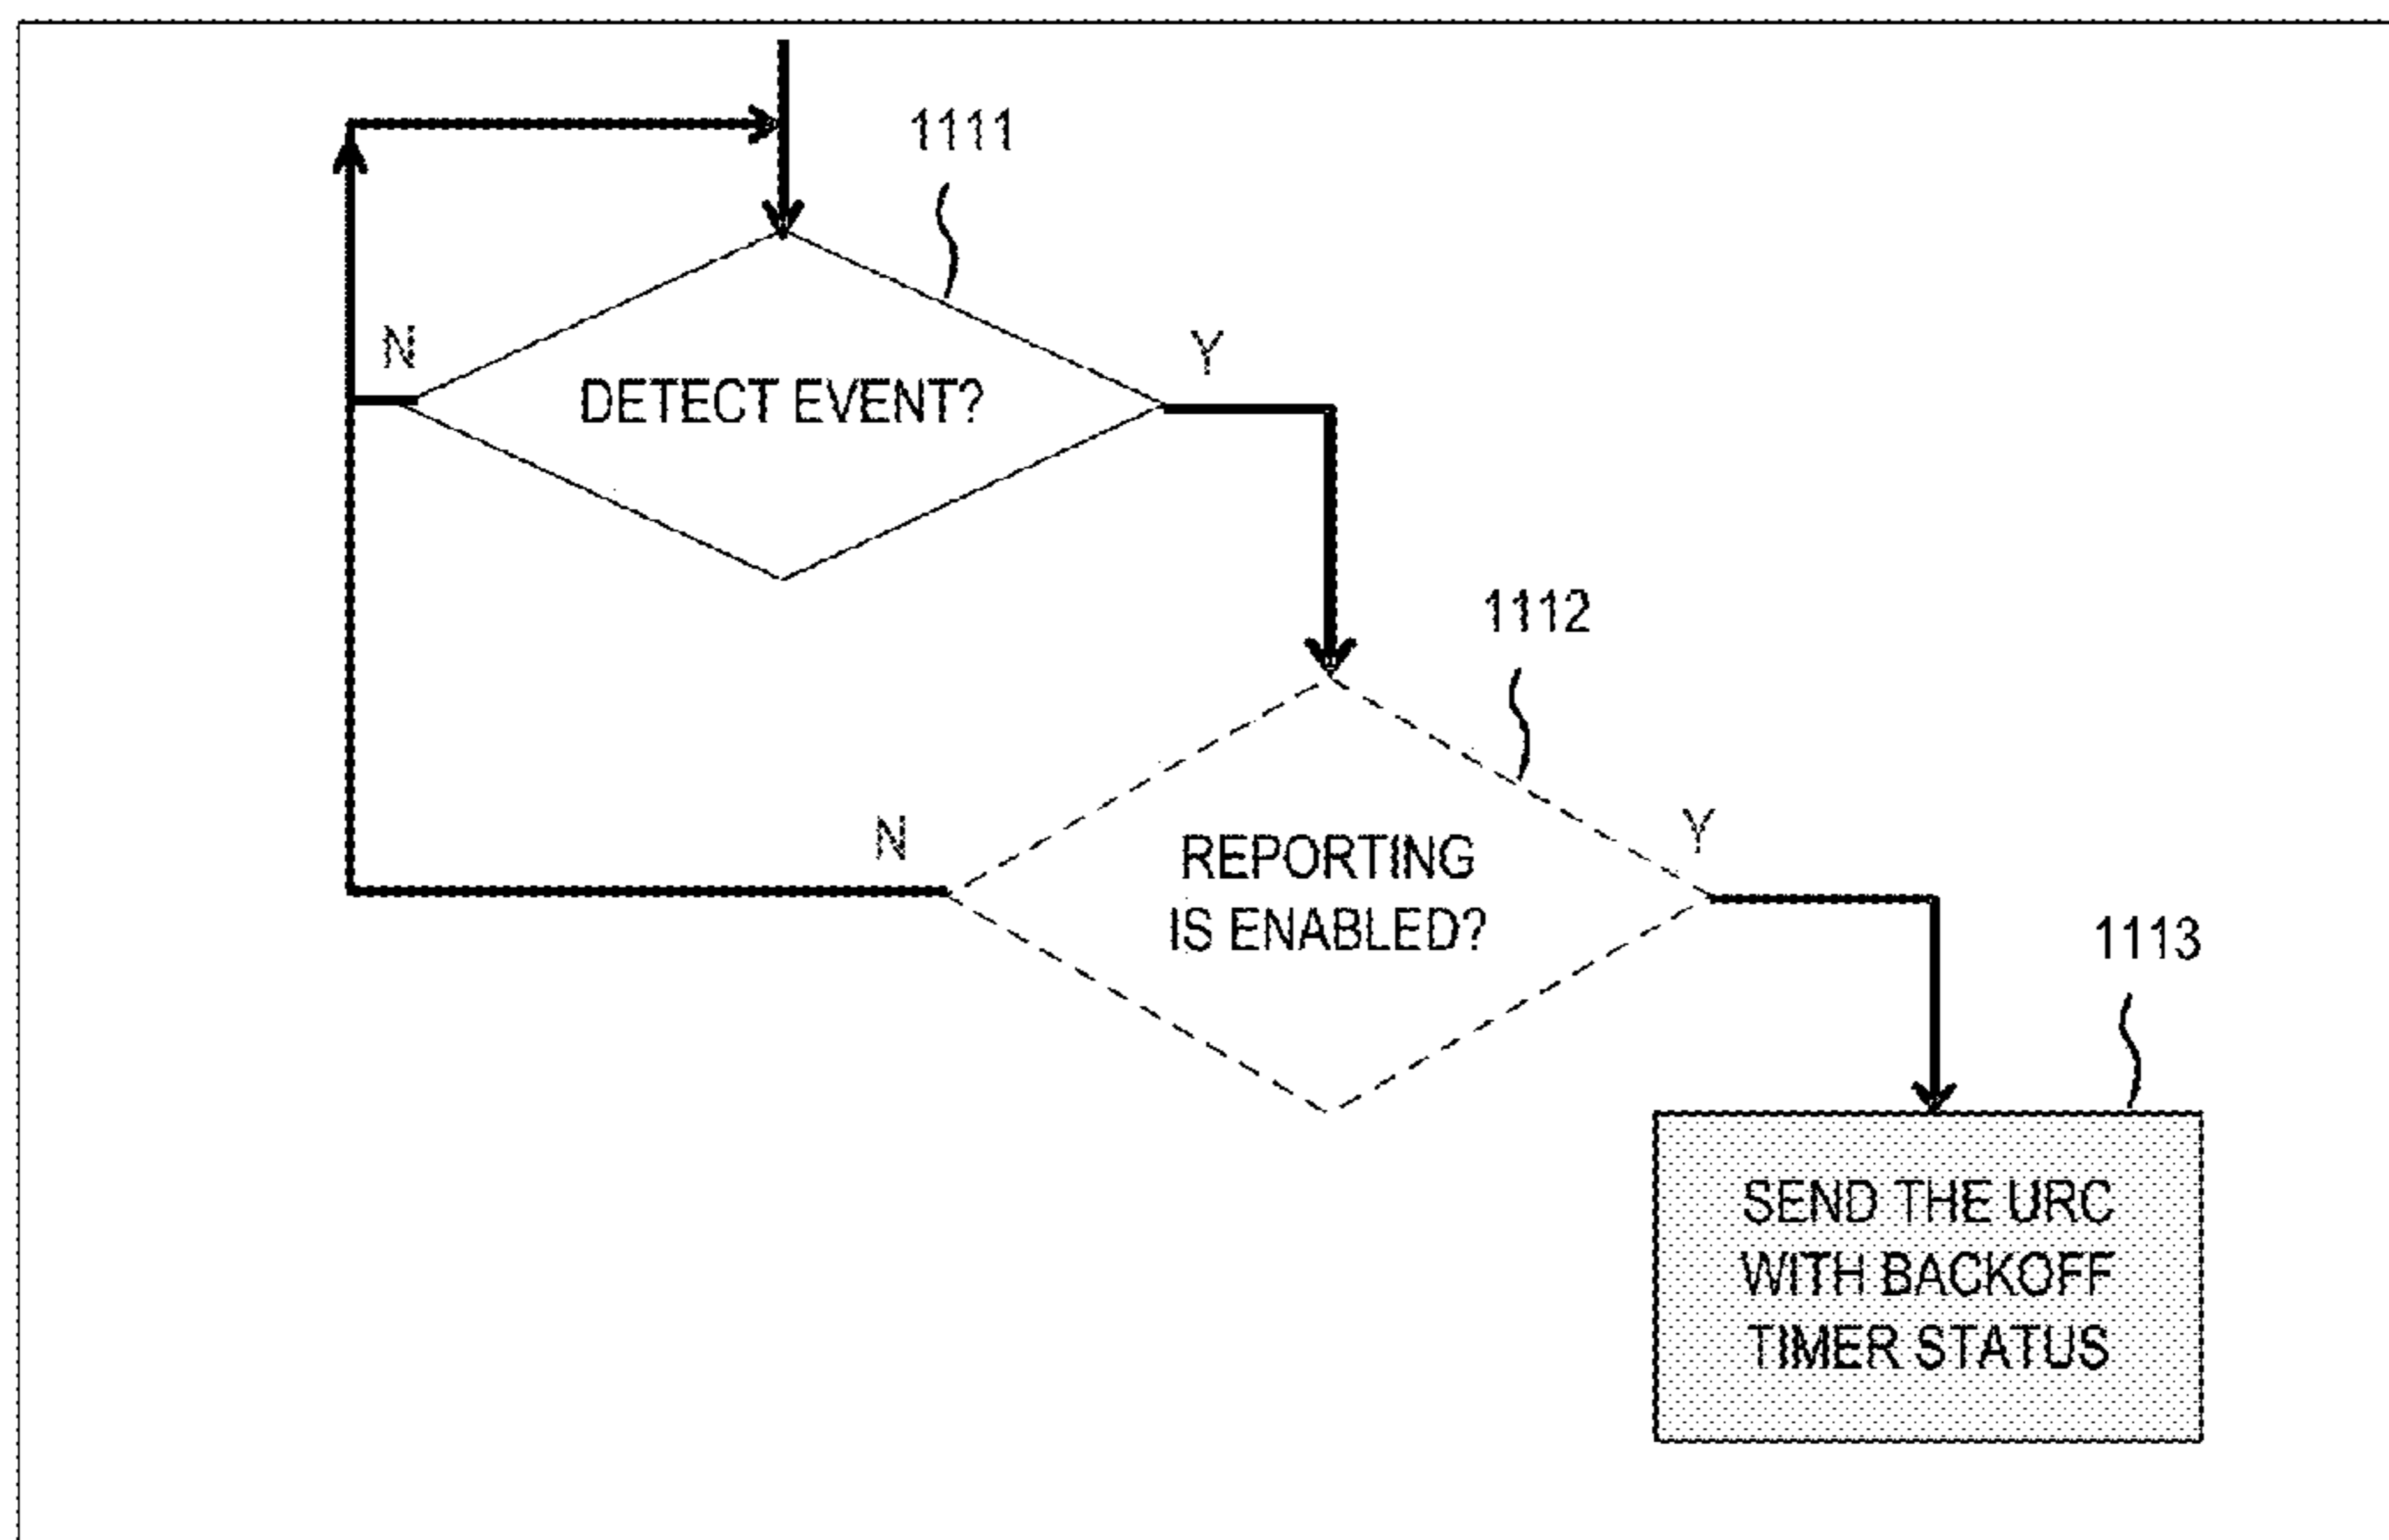 1111
N
Y
DETECT EVENT?
1112
N
Y
REPORTING
IS ENABLED?
1113
SEND THE URC
WITH BACKOFF
TIMER STATUS